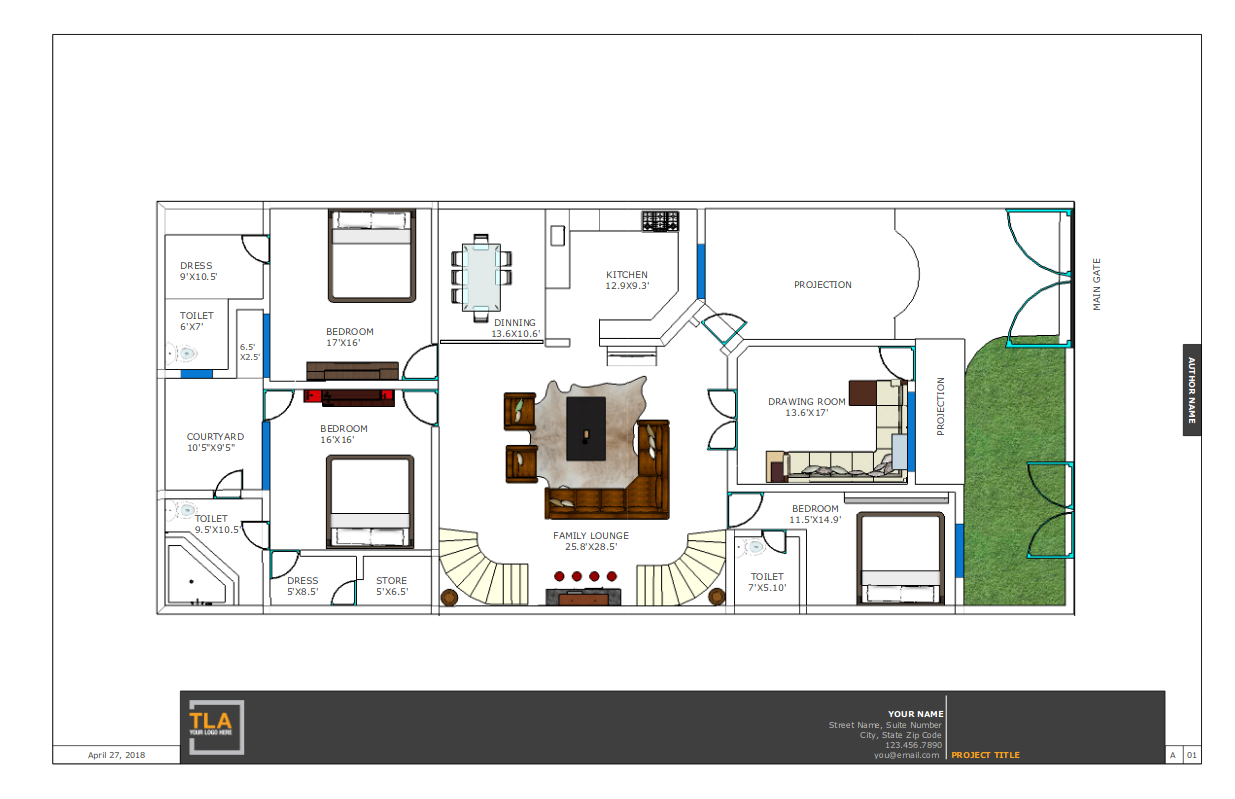 DRESS
9'X10.5'
TOILET
6'X7'
6.5'
X2.5'
BEDROOM
17'X16'
DINNING
13.6X10.6'
KITCHEN
12.9X9.3'
PROJECTION
MAIN GATE
COURTYARD
10'5"X9'5"
BEDROOM
16'X16'
DRAWING ROOM
13.6'X17'
PROJECTION
TOILET
9.5'X10.5'
FAMILY LOUNGE
25.8'X28.5'
BEDROOM
11.5'X14.9'
DRESS
5'X8.5'
STORE
5'X6.5'
TOILET
7'X5.10'
AUTHOR NAME
TLA
YOUR LOGO HERE
YOUR NAME
Street Name, Suite Number
City, State Zip Code
123.456.7890
you@email.com
PROJECT TITLE
April 27, 2018
A
01